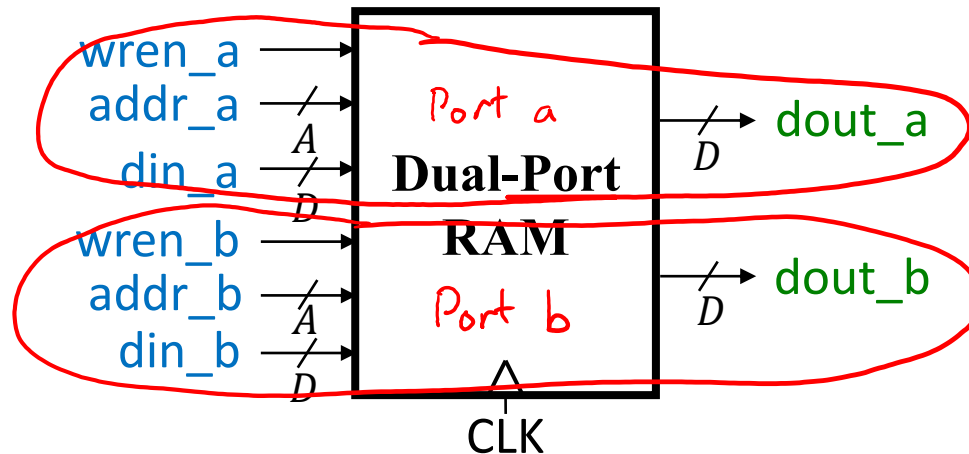 wren_a
addr_a
A
din_a
D
Port a
Dual-Port
RAM
Port b
wren_b
addr_b
A
din_b
D
dout_a
D
dout_b
D
CLK